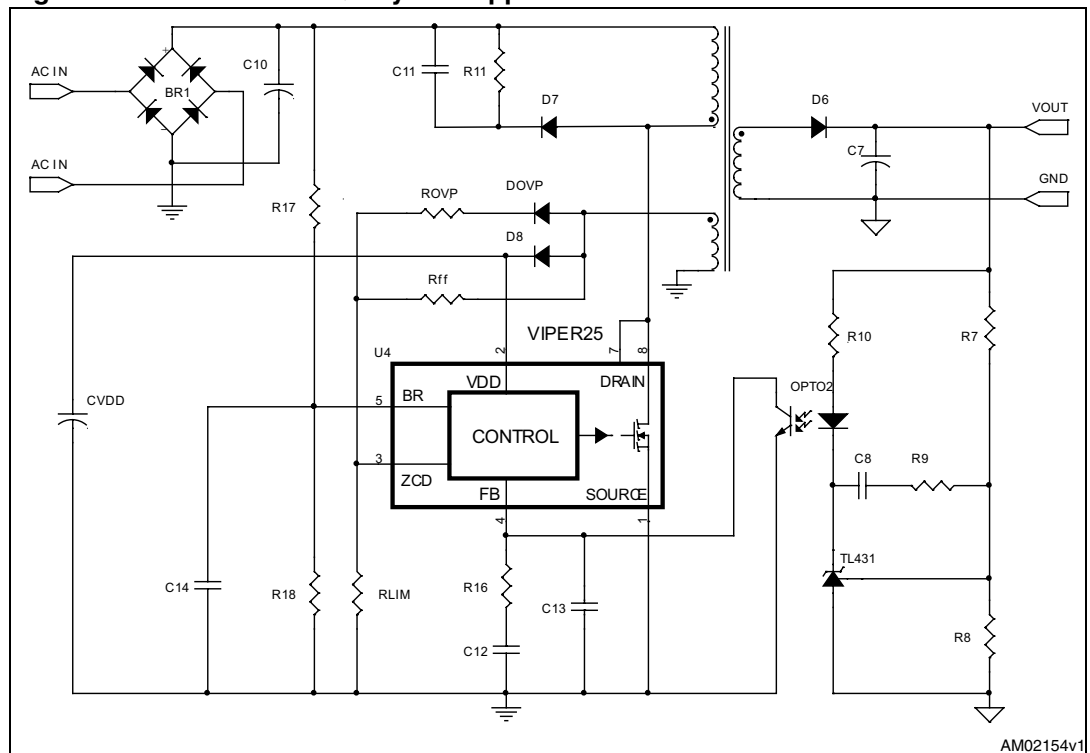 AC IN
BR1
C10
C11
R11
D7
D6
VOUT
C7
AC IN
GND
R17
ROVP
DOVP
D8
Rff
VIPER25
R10
R7
U4
2
7
8
VDD
DRAIN
OPTO2
CVDD
5
BR
CONTROL
3
ZCD
C8
R9
FB
SOURCE
4
1
TL431
C14
R18
RLIM
R16
C13
R8
C12
AM02154v1